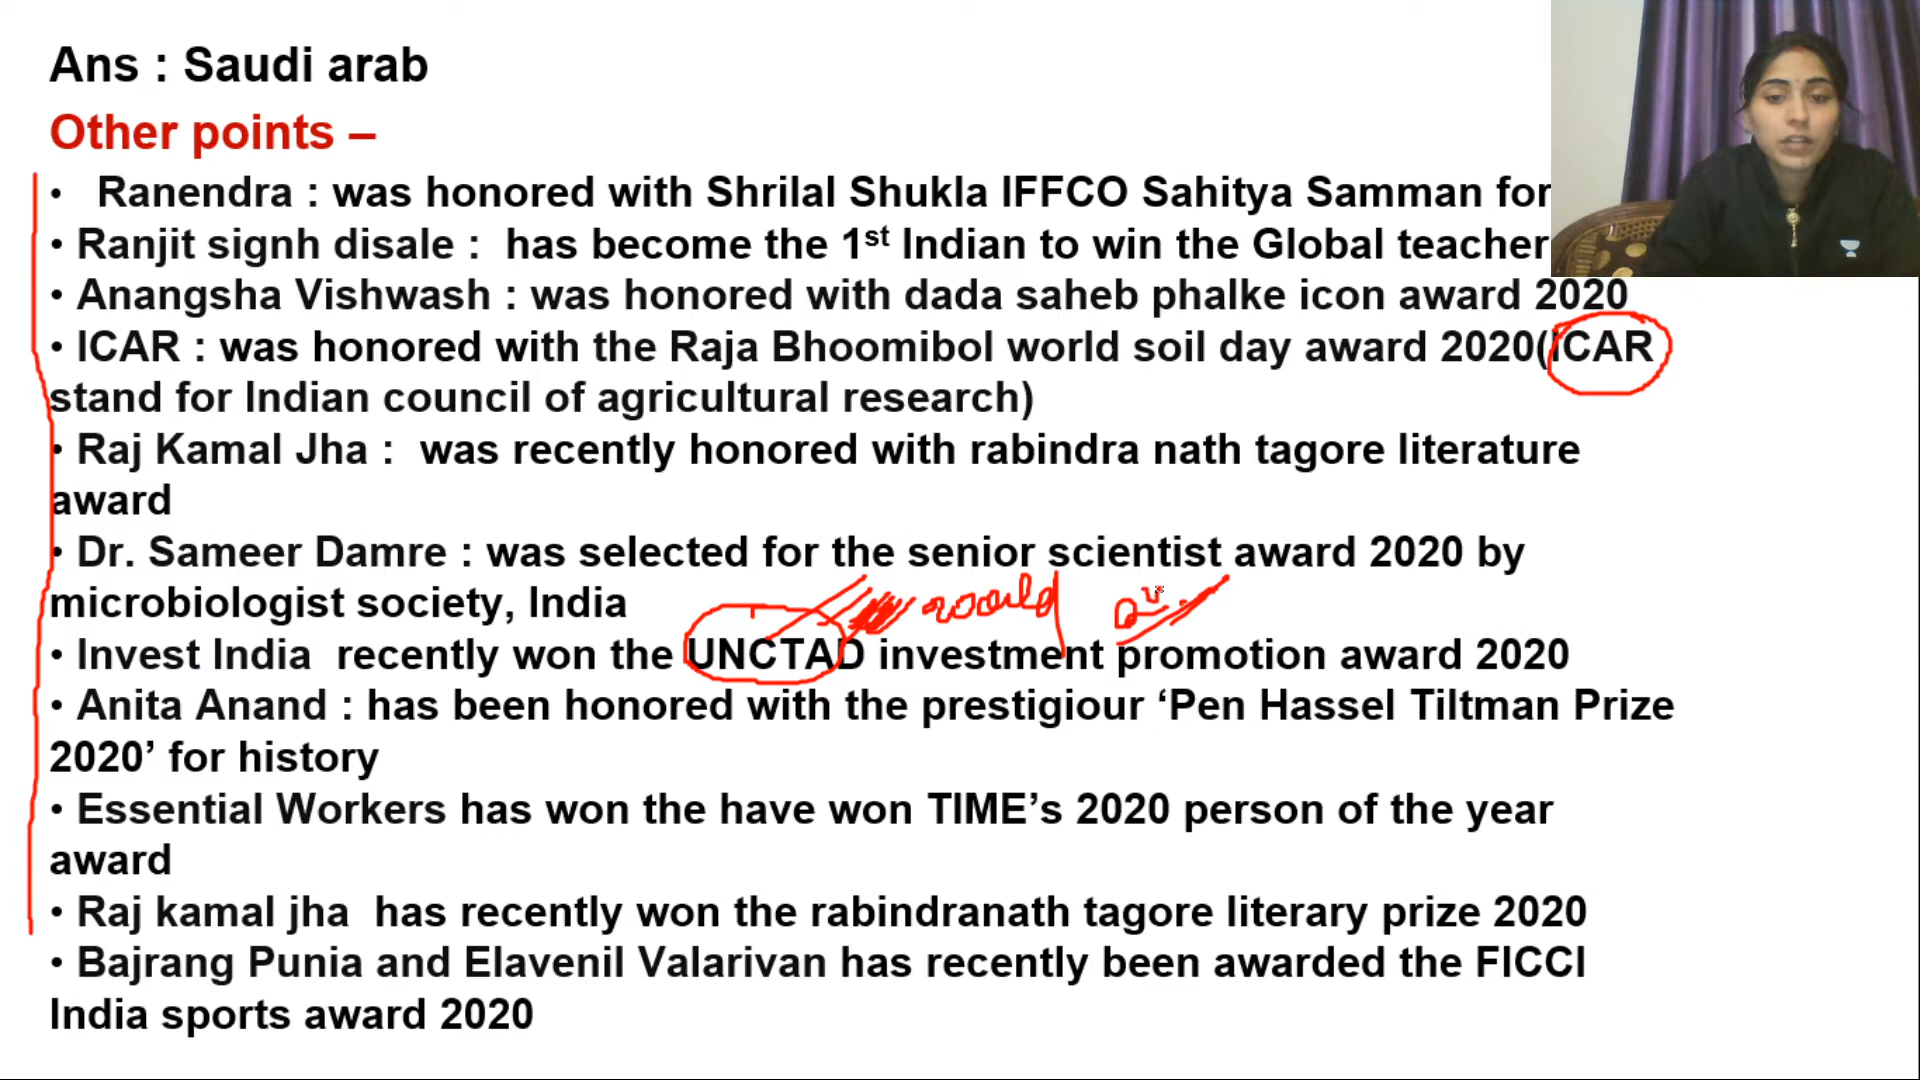 Ans : Saudi arab
Other points –
• Ranendra : was honored with Shrilal Shukla IFFCO Sahitya Samman for
• Ranjit signh disale : has become the 1st Indian to win the Global teacher
• Anangsha Vishwash : was honored with dada saheb phalke icon award 2020
• ICAR : was honored with the Raja Bhoomibol world soil day award 2020(ICAR
stand for Indian council of agricultural research)
• Raj Kamal Jha : was recently honored with rabindra nath tagore literature
award
• Dr. Sameer Damre : was selected for the senior scientist award 2020 by
microbiologist society, India
• Invest India recently won the UNCTAD investment promotion award 2020
• Anita Anand : has been honored with the prestigiour ‘Pen Hassel Tiltman Prize
2020’ for history
• Essential Workers has won the have won TIME’s 2020 person of the year
award
• Raj kamal jha has recently won the rabindranath tagore literary prize 2020
• Bajrang Punia and Elavenil Valarivan has recently been awarded the FICCI
India sports award 2020